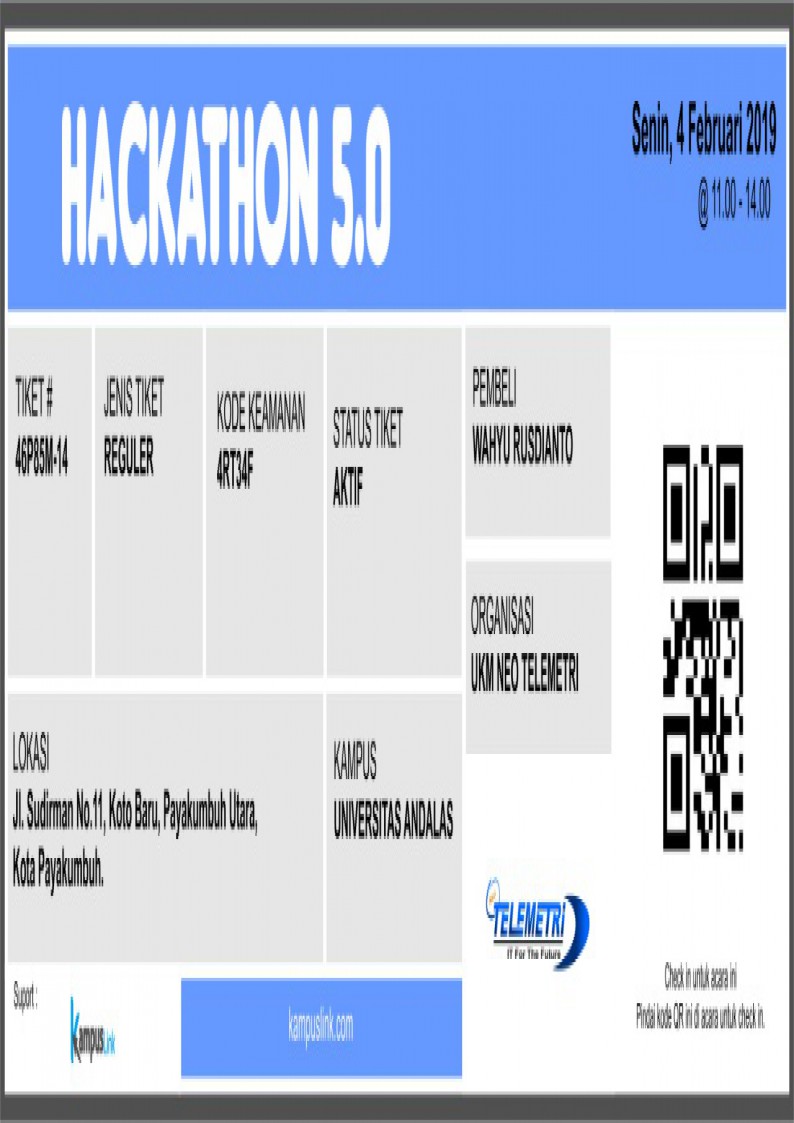 HACKATHON 5.0
Senin, 4 Februari 2019
@ 11.00 - 14.00
TIKET #
46P85M-14
JENIS TIKET
REGULER
KODE KEAMANAN
4RT34F
STATUS TIKET
AKTIF
PEMBELI
WAHYU RUSDIANTO
ORGANISASI
UKM NEO TELEMETRI
LOKASI
Jl. Sudirman No.11, Koto Baru, Payakumbuh Utara,
Kota Payakumbuh.
KAMPUS
UNIVERSITAS ANDALAS
TELEMETRI
IT For The Future
Check in untuk acara ini
Pindai kode QR ini di acara untuk check in.
Suport :
KampusLink
kampuslink.com